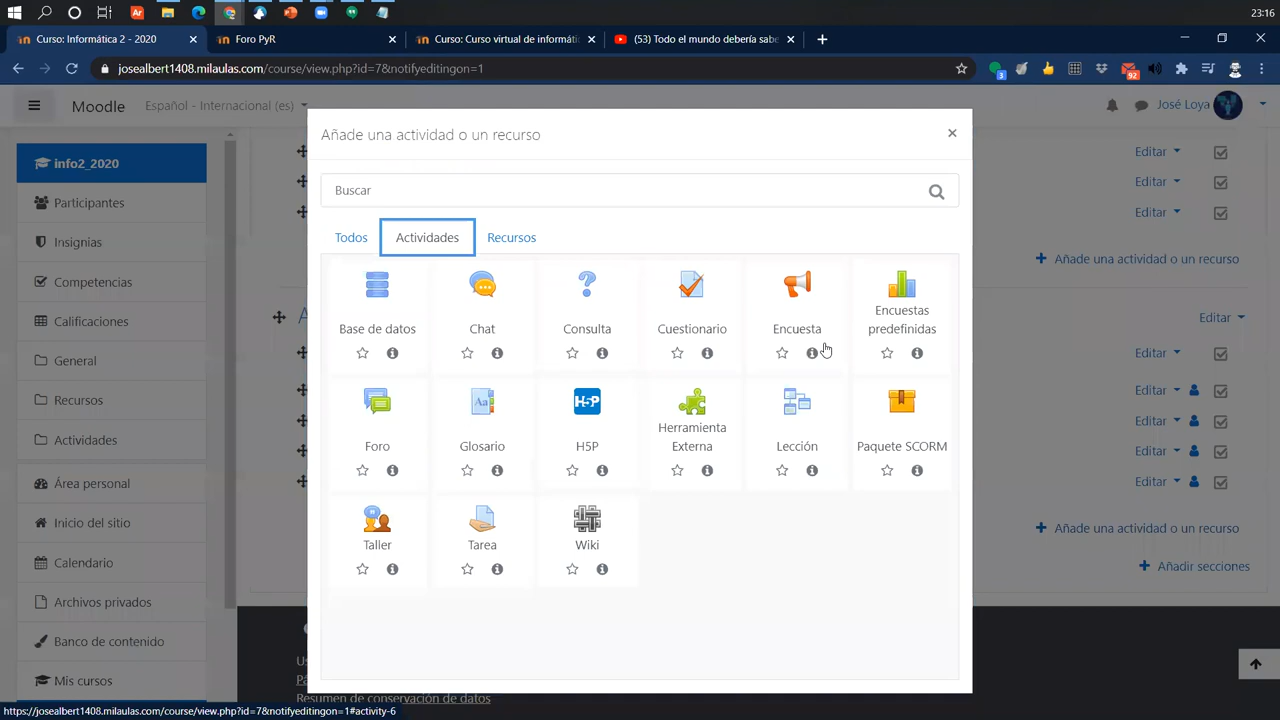 23:16
Curso: Informática 2 - 2020
Foro PyR
Curso: Curso virtual de informáti
(53) Todo el mundo debería sabe
josealbert1408.milaulas.com/course/view.php?id=7&notifyeditingon=1
3
92
Moodle
Español - Internacional (es)
José Loya
Añade una actividad o un recurso
Buscar
Todos
Actividades
Recursos
Base de datos
Chat
Consulta
Cuestionario
Encuesta
Encuestas predefinidas
Foro
Glosario
H5P
H5P
Herramienta Externa
Lección
Paquete SCORM
Taller
Tarea
Wiki
info2_2020
Participantes
Insignias
Competencias
Calificaciones
General
Recursos
Actividades
Área personal
Inicio del sitio
Calendario
Archivos privados
Banco de contenido
Mis cursos
Editar
Editar
Editar
Añade una actividad o un recurso
A
Editar
Editar
Editar
Editar
Editar
Editar
Añade una actividad o un recurso
Añadir secciones
Us
Pá
Resumen de conservación de datos
https://josealbert1408.milaulas.com/course/view.php?id=7&notifyeditingon=1#activity-6